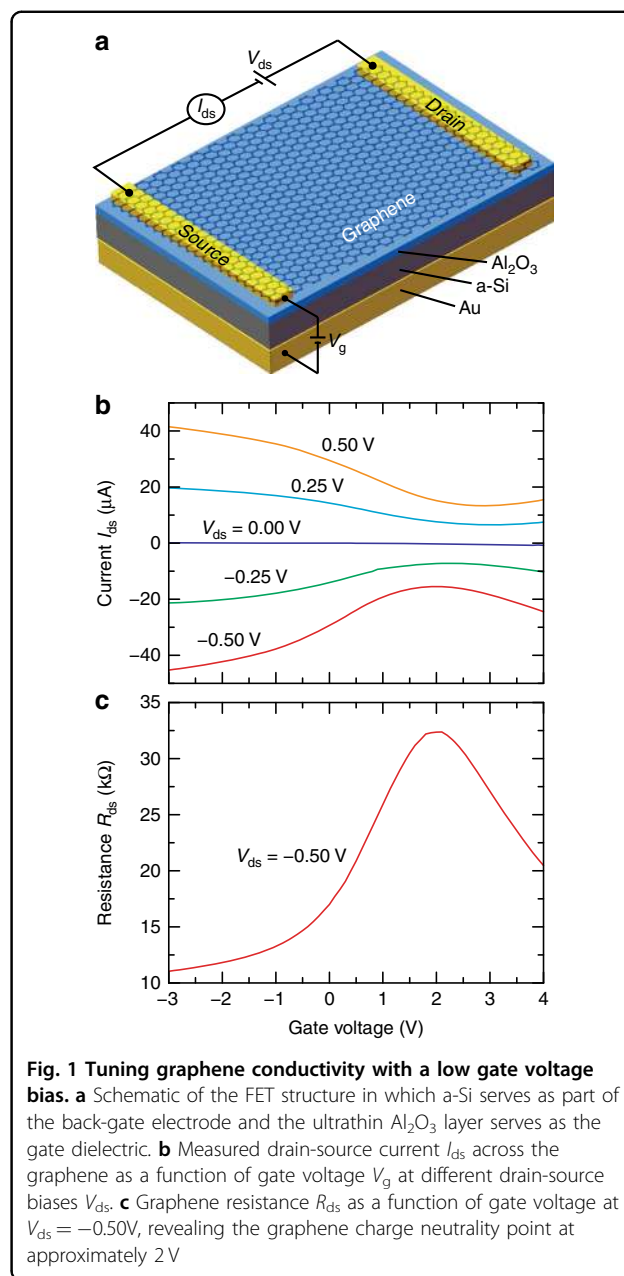 a
V_ds
I_ds
Drain
Source
Graphene
Al₂O₃
a-Si
Au
V_g
b
Current I_ds (μA)
40
20
0
−20
−40
0.50 V
0.25 V
V_ds = 0.00 V
−0.25 V
−0.50 V
c
Resistance R_ds (kΩ)
35
30
25
20
15
10
V_ds = −0.50 V
−3 −2 −1 0 1 2 3 4
Gate voltage (V)
Fig. 1 Tuning graphene conductivity with a low gate voltage
bias. a Schematic of the FET structure in which a-Si serves as part of
the back-gate electrode and the ultrathin Al₂O₃ layer serves as the
gate dielectric. b Measured drain-source current I_ds across the
graphene as a function of gate voltage V_g at different drain-source
biases V_ds. c Graphene resistance R_ds as a function of gate voltage at
V_ds = −0.50V, revealing the graphene charge neutrality point at
approximately 2 V